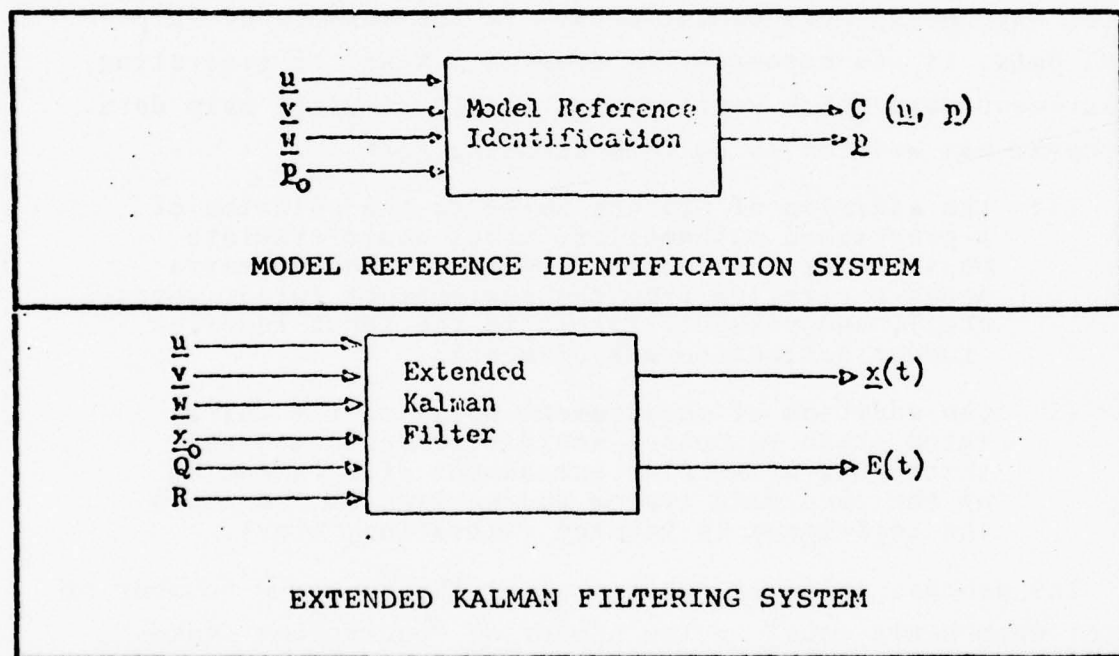 u
v
w
p₀
Model Reference
Identification
C (n, p)
p
MODEL REFERENCE IDENTIFICATION SYSTEM
u
v
w
x₀
Q
R
Extended
Kalman
Filter
x(t)
E(t)
EXTENDED KALMAN FILTERING SYSTEM